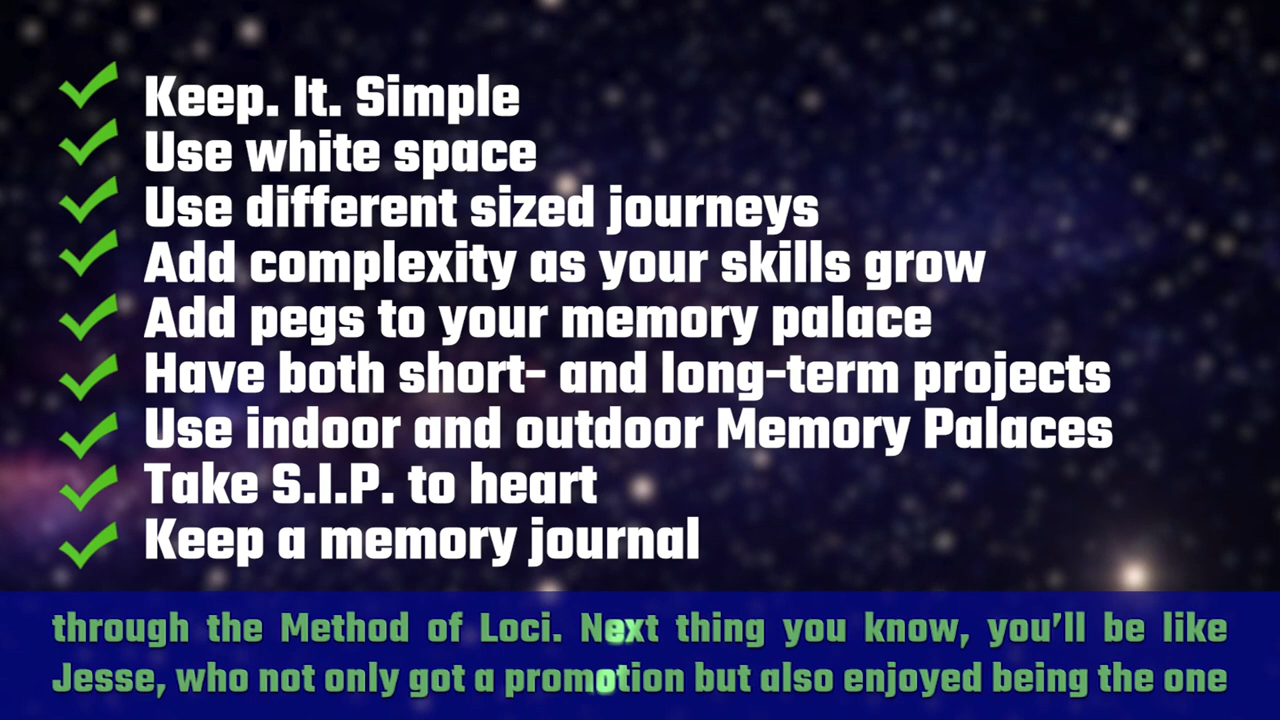 Keep. It. Simple
Use white space
Use different sized journeys
Add complexity as your skills grow
Add pegs to your memory palace
Have both short- and long-term projects
Use indoor and outdoor Memory Palaces
Take S.I.P. to heart
Keep a memory journal
through the Method of Loci. Next thing you know, you’ll be like
Jesse, who not only got a promotion but also enjoyed being the one